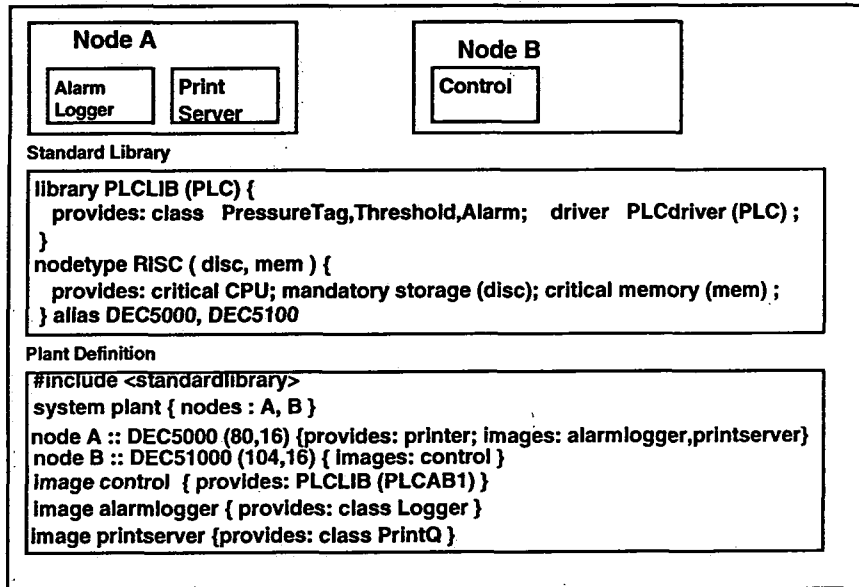 Node A
Alarm
Logger
Print
Server
Node B
Control
Standard Library
library PLCLIB (PLC) {
provides: class PressureTag,Threshold,Alarm; driver PLCdriver (PLC) ;
}
nodetype RISC ( disc, mem ) {
provides: critical CPU; mandatory storage (disc); critical memory (mem) ;
} alias DEC5000, DEC5100
Plant Definition
#include <standardlibrary>
system plant { nodes : A, B }
node A :: DEC5000 (80,16) {provides: printer; images: alarmlogger,printserver}
node B :: DEC51000 (104,16) { images: control }
image control { provides: PLCLIB (PLCAB1) }
image alarmlogger { provides: class Logger }
image printserver {provides: class PrintQ }